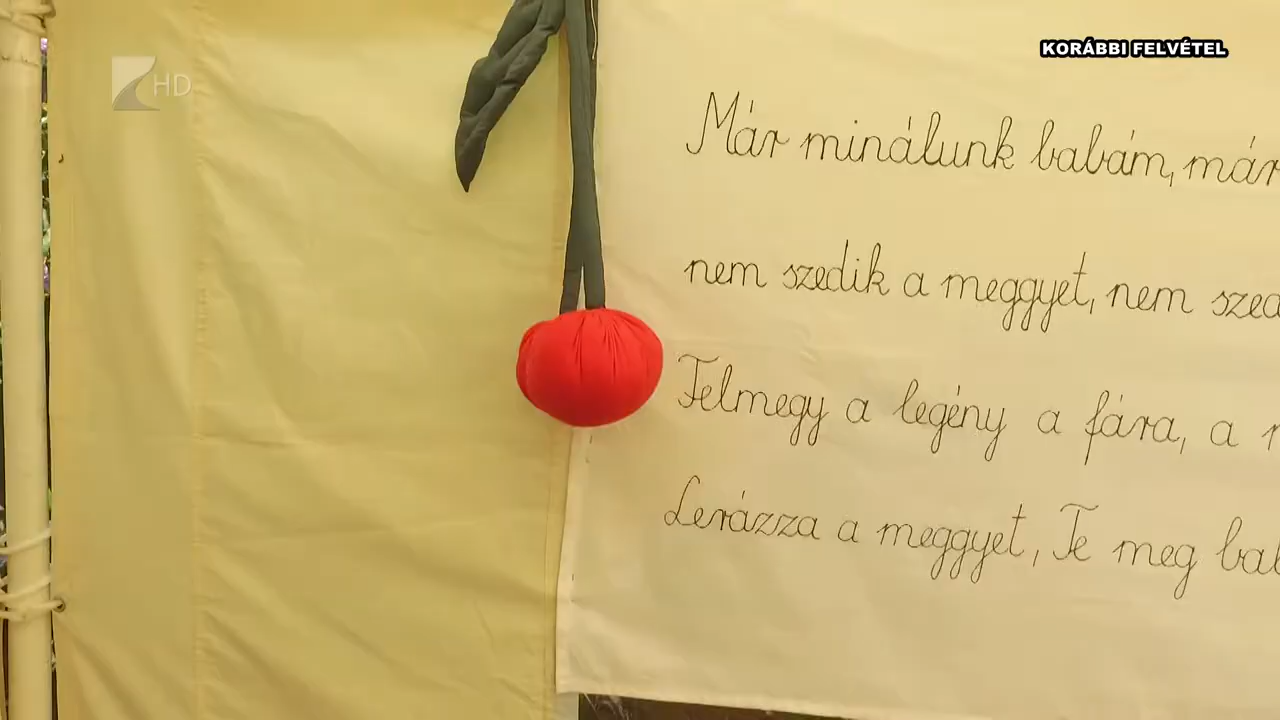 KORÁBBI FELVÉTEL
HD
Már minálunk babám, már
nem szedik a meggyet, nem
Felmegy a legény a fára, a
Lerázza a meggyet, Te meg